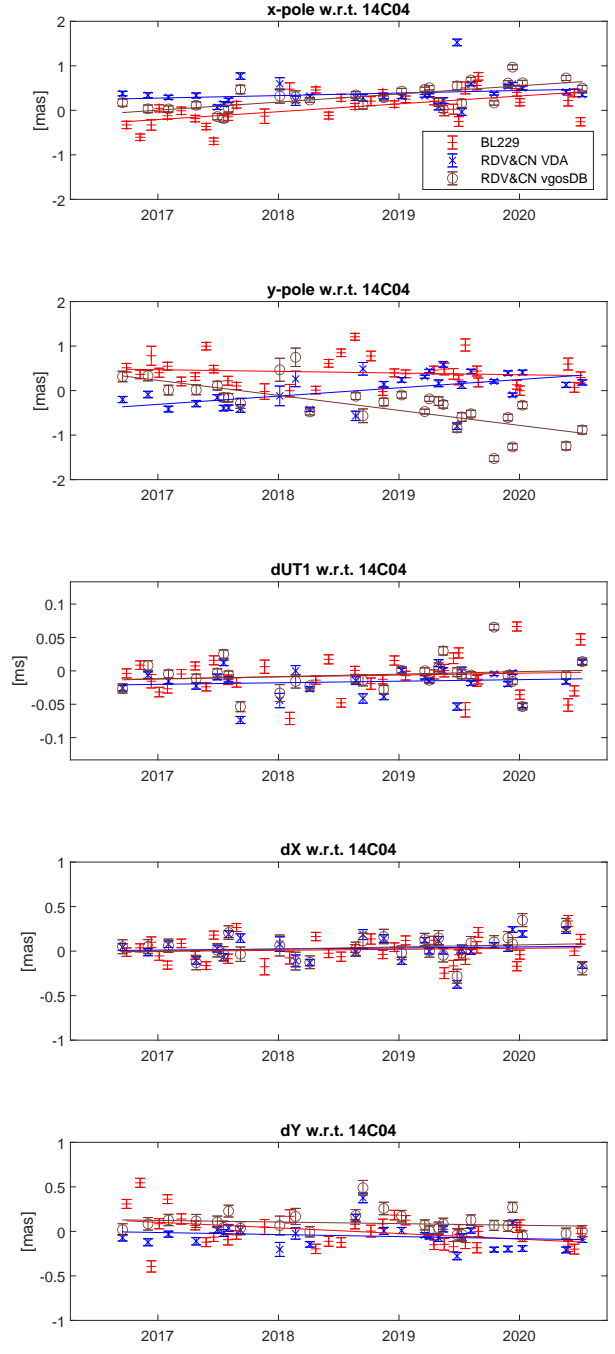 x-pole w.r.t. 14C04
2
1
0
-1
-2
[mas]
BL229
RDV&CN VDA
RDV&CN vgosDB
2017 2018 2019 2020
y-pole w.r.t. 14C04
2
1
0
-1
-2
[mas]
2017 2018 2019 2020
dUT1 w.r.t. 14C04
0.1
0.05
0
-0.05
-0.1
[ms]
2017 2018 2019 2020
dX w.r.t. 14C04
1
0.5
0
-0.5
-1
[mas]
2017 2018 2019 2020
dY w.r.t. 14C04
1
0.5
0
-0.5
-1
[mas]
2017 2018 2019 2020